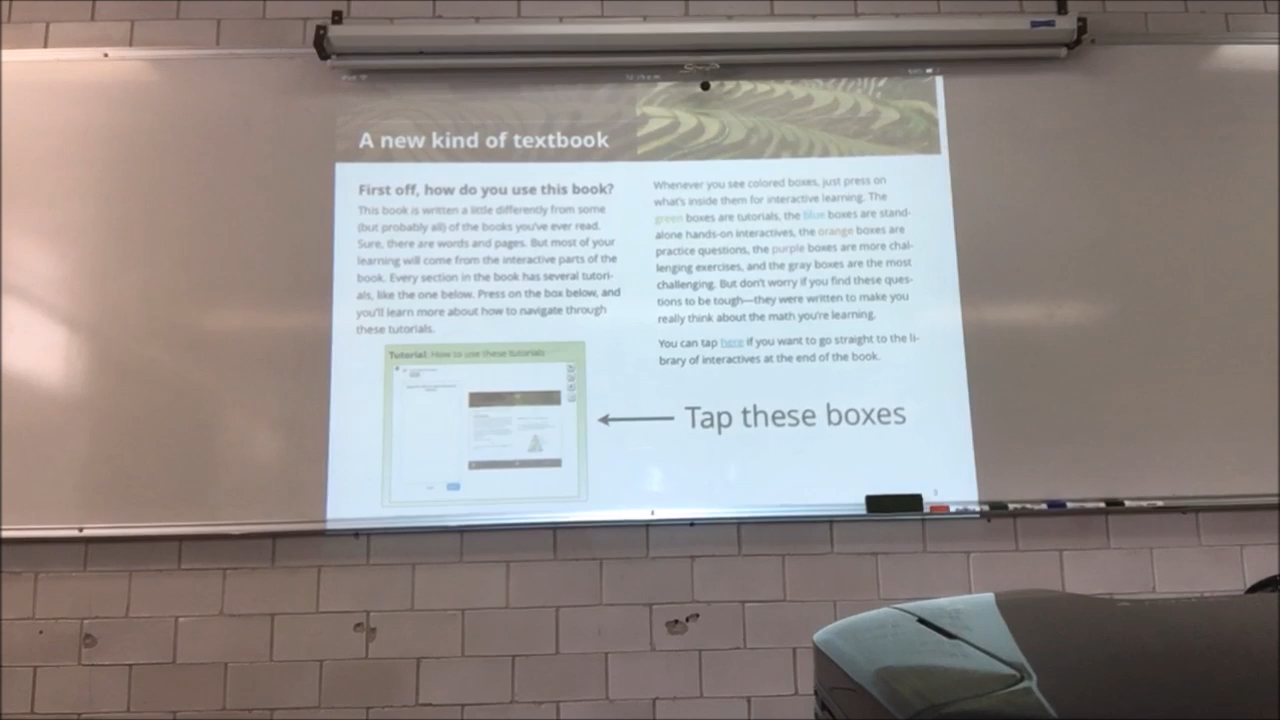 A new kind of textbook
First off, how do you use this book?
This book is written a little differently from some
(but probably all) of the books you've ever read.
Sure, there are words and pages. But most of your
learning will come from the interactive parts of the
book. Every section in the book has several tutori-
als, like the one below. Press on the box below, and
you'll learn more about how to navigate through
these tutorials.
Tutorial How to use these tutorials
Whenever you see colored boxes, just press on
what's inside them for interactive learning. The
green boxes are tutorials, the blue boxes are stand-
alone hands-on interactives, the orange boxes are
practice questions, the purple boxes are more chal-
lenging exercises, and the gray boxes are the most
challenging. But don't worry if you find these ques-
tions to be tough—they were written to make you
really think about the math you're learning.
You can tap here if you want to go straight to the li-
brary of interactives at the end of the book.
Tap these boxes
3